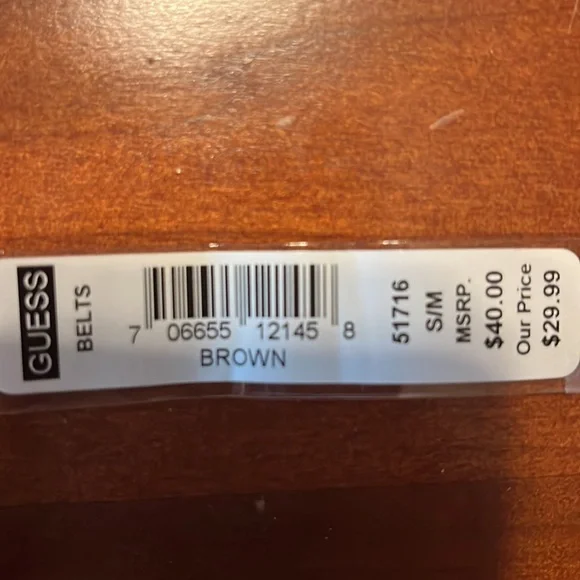 GUESS
BELTS
7 06655 12145 8
BROWN
51716
S/M
MSRP.
$40.00
Our Price
$29.99